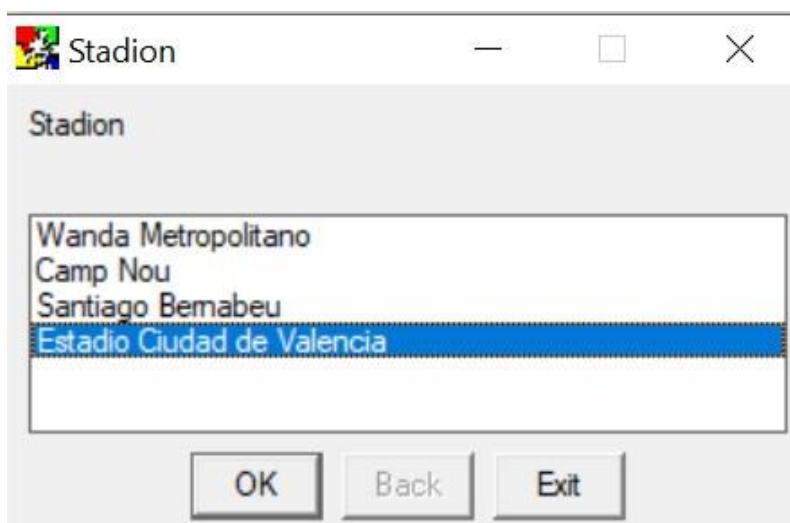 Stadion
Stadion
Wanda Metropolitano
Camp Nou
Santiago Bernabeu
Estadio Ciudad de Valencia
OK Back Exit